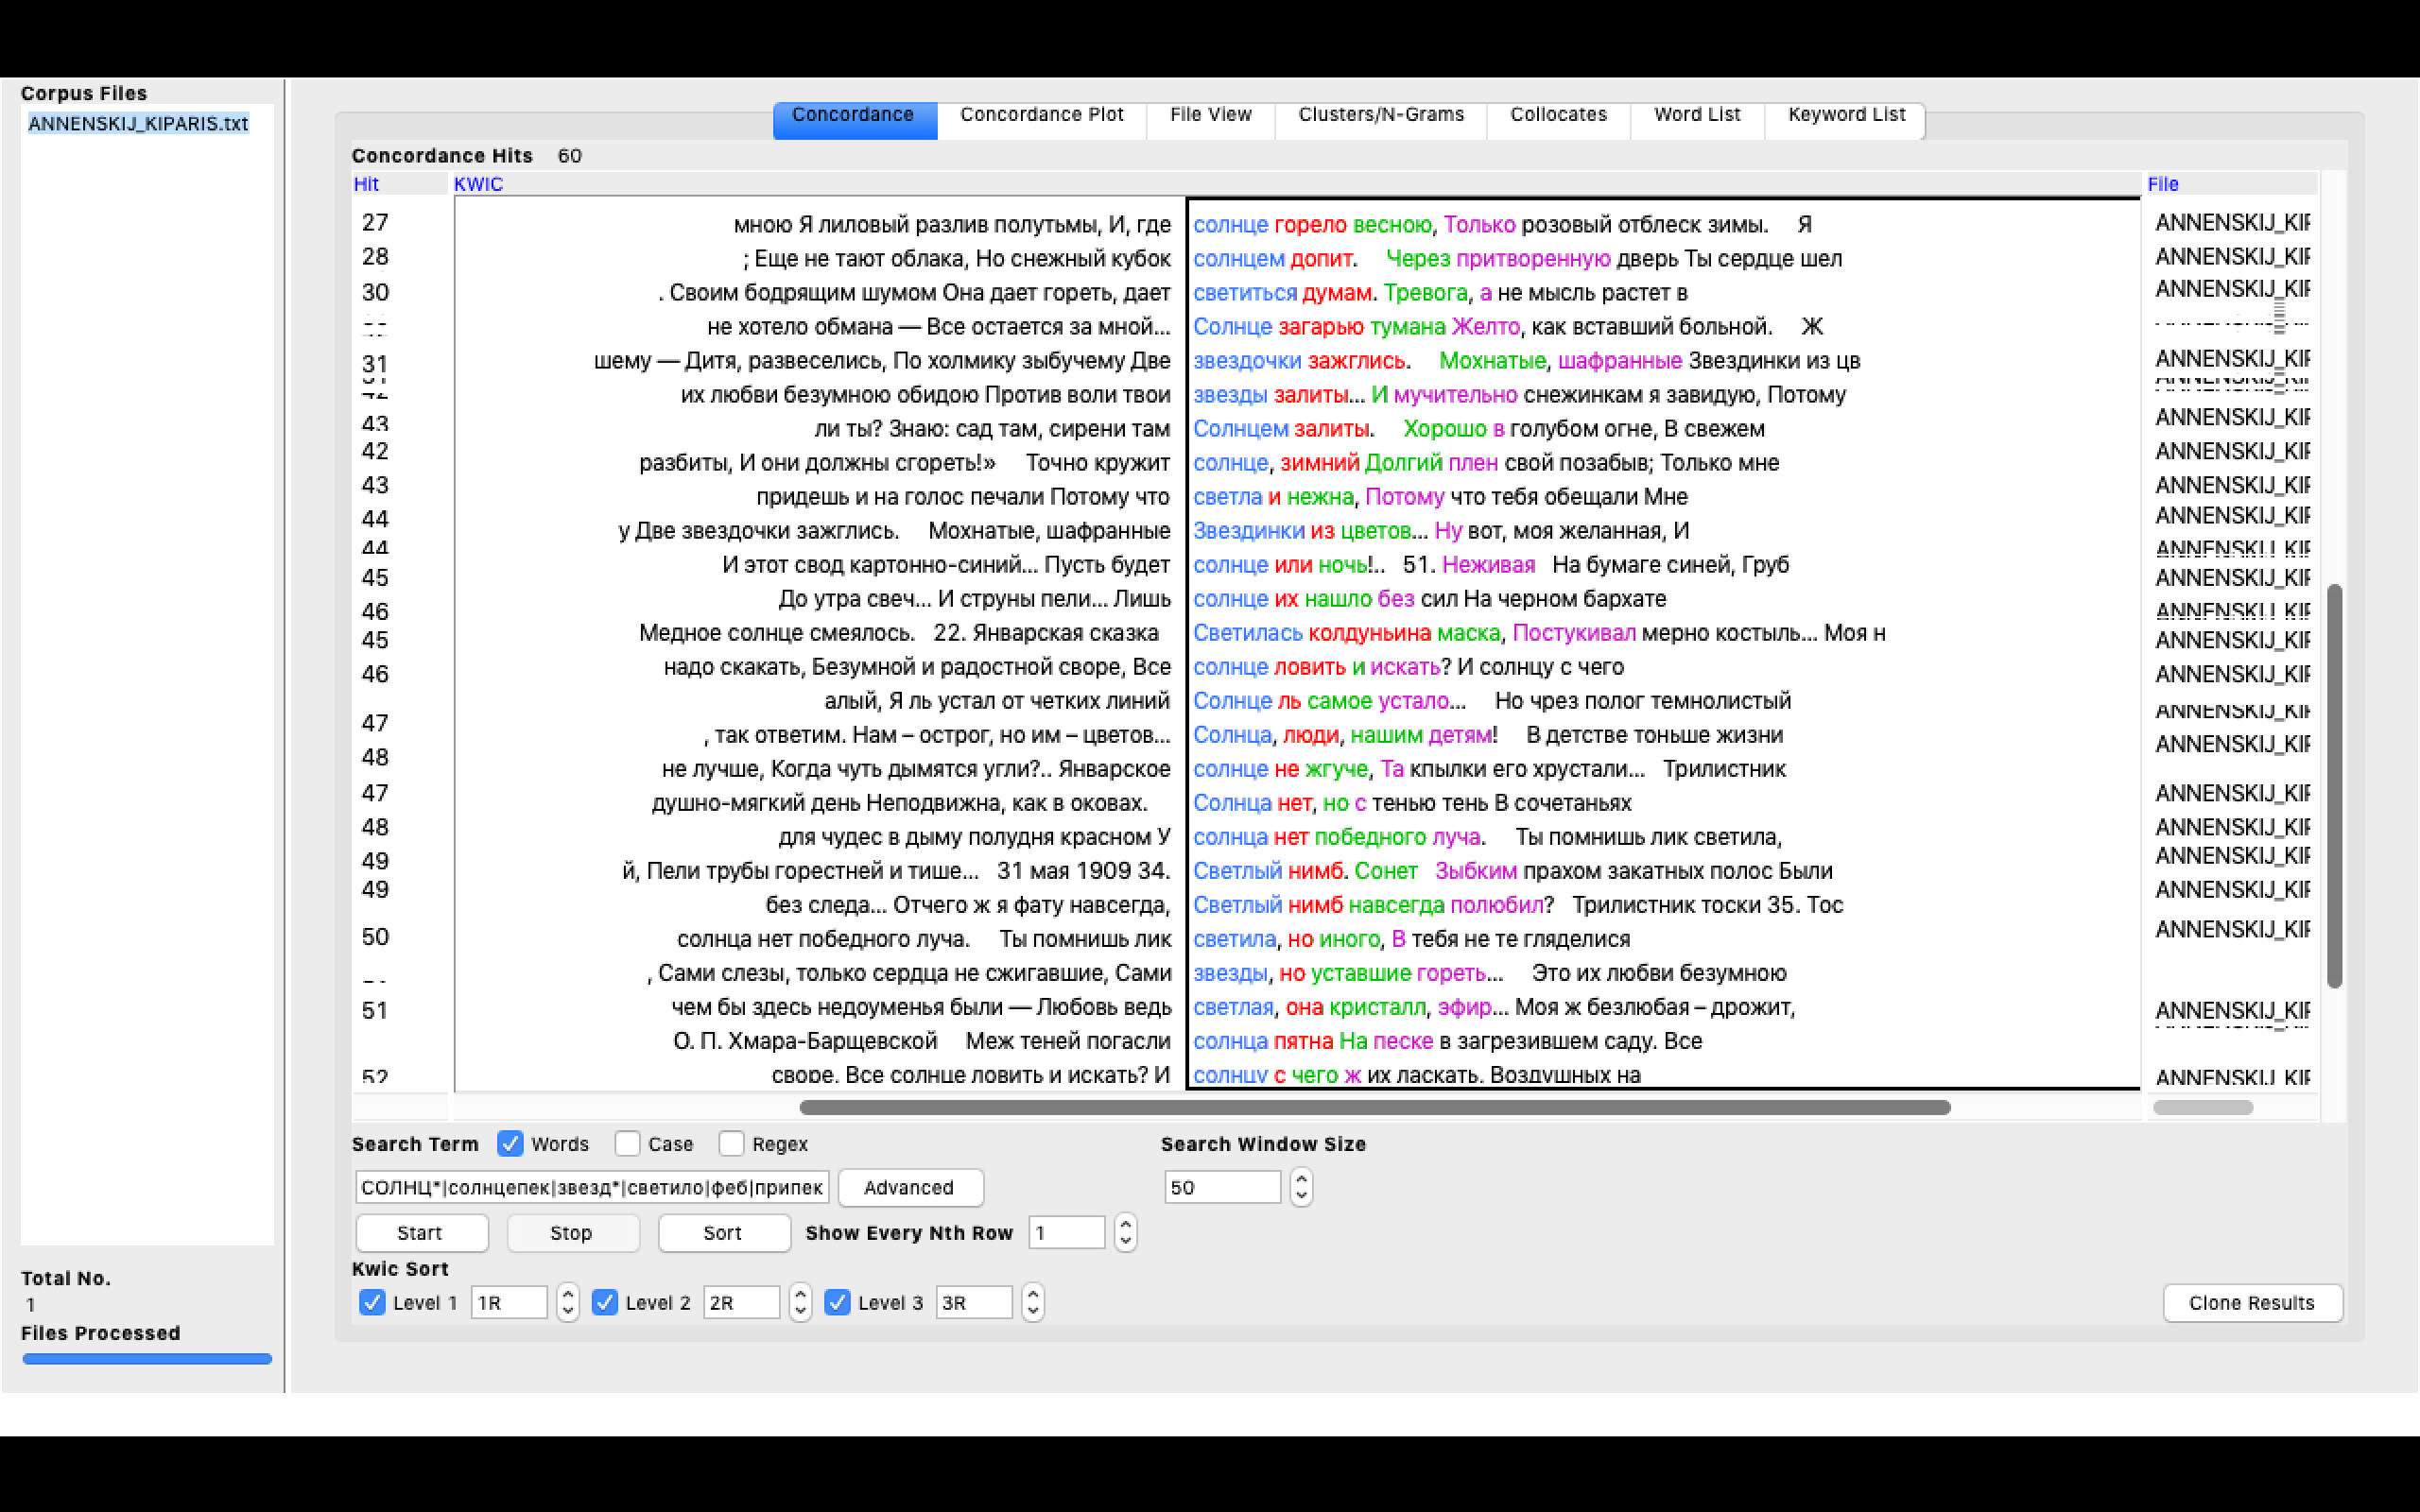 Corpus Files
ANNENSKIJ_KIPARIS.txt
Concordance Concordance Plot File View Clusters/N-Grams Collocates Word List Keyword List
Concordance Hits 60
Hit KWIC File
27 мною Я лиловый разлив полутьмы, И, где солнце горело весною, Только розовый отблеск зимы. Я ANNENSKIJ_KIF
28 ; Еще не тают облака, Но снежный кубок солнцем допит. Через притворенную дверь Ты сердце шел ANNENSKIJ_KIF
30 . Своим бодрящим шумом Она дает гореть, дает светиться думам. Тревога, а не мысль растет в ANNENSKIJ_KIF
не хотело обмана — Все остается за мной... Солнце загарью тумана Желто, как вставший больной. Ж
31 шему — Дитя, развеселись, По холмику зыбучему Две звездочки зажглись. Мохнатые, шафранные Звездинки из цв ANNENSKIJ_KIF
их любви безумною обидою Против воли твои звезды залиты... И мучительно снежинкам я завидую, Потому
43 ли ты? Знаю: сад там, сирени там Солнцем залиты. Хорошо в голубом огне, В свежем ANNENSKIJ_KIF
42 разбиты, И они должны сгореть!» Точно кружит солнце, зимний Долгий плен свой позабыв; Только мне ANNENSKIJ_KIF
43 придешь и на голос печали Потому что светла и нежна, Потому что тебя обещали Мне ANNENSKIJ_KIF
44 у Две звездочки зажглись. Мохнатые, шафранные Звездинки из цветов... Ну вот, моя желанная, И ANNENSKIJ_KIF
44 И этот свод картонно-синий... Пусть будет солнце или ночь!.. 51. Неживая На бумаге синей, Груб ANNENSKIJ_KIF
45 До утра свеч... И струны пели... Лишь солнце их нашло без сил На черном бархате ANNENSKIJ_KIF
46 ANNENSKIJ_KIF
45 Медное солнце смеялось. 22. Январская сказка Светилась колдуньина маска, Постукивал мерно костыль... Моя н ANNENSKIJ_KIF
46 надо скакать, Безумной и радостной своре, Все солнце ловить и искать? И солнцу с чего ANNENSKIJ_KIF
алый, Я ль устал от четких линий Солнце ль самое устало... Но чрез полог темнолистый ANNENSKIJ_KIF
47 , так ответим. Нам – острог, но им – цветов... Солнца, люди, нашим детям! В детстве тоньше жизни ANNENSKIJ_KIF
48 не лучше, Когда чуть дымятся угли?.. Январское солнце не жгуче, Та кпылки его хрустали... Трилистник
47 душно-мягкий день Неподвижна, как в оковах. Солнца нет, но с тенью тень В сочетаньях ANNENSKIJ_KIF
48 для чудес в дыму полудня красном У солнца нет победного луча. Ты помнишь лик светила, ANNENSKIJ_KIF
49 й, Пели трубы горестней и тише... 31 мая 1909 34. Светлый нимб. Сонет Зыбким прахом закатных полос Были ANNENSKIJ_KIF
49 без следа... Отчего ж я фату навсегда, Светлый нимб навсегда полюбил? Трилистник тоски 35. Тос ANNENSKIJ_KIF
50 солнца нет победного луча. Ты помнишь лик светила, но иного, В тебя не те гляделися ANNENSKIJ_KIF
, Сами слезы, только сердца не сжигавшие, Сами звезды, но уставшие гореть... Это их любви безумною
51 чем бы здесь недоуменья были — Любовь ведь светлая, она кристалл, эфир... Моя ж безлюбая – дрожит, ANNENSKIJ_KIF
О. П. Хмара-Барщевской Меж теней погасли солнца пятна На песке в загрезившем саду. Все
52 своре, Все солнце ловить и искать? И солнцу с чего ж их ласкать. Воздушных на ANNENSKIJ_KIF
Search Term Words Case Regex Search Window Size
СОЛНЦ*|солнцепек|звезд*|светило|феб|припек Advanced 50
Start Stop Sort Show Every Nth Row 1
Kwic Sort
Level 1 1R Level 2 2R Level 3 3R Clone Results
Total No.
1
Files Processed